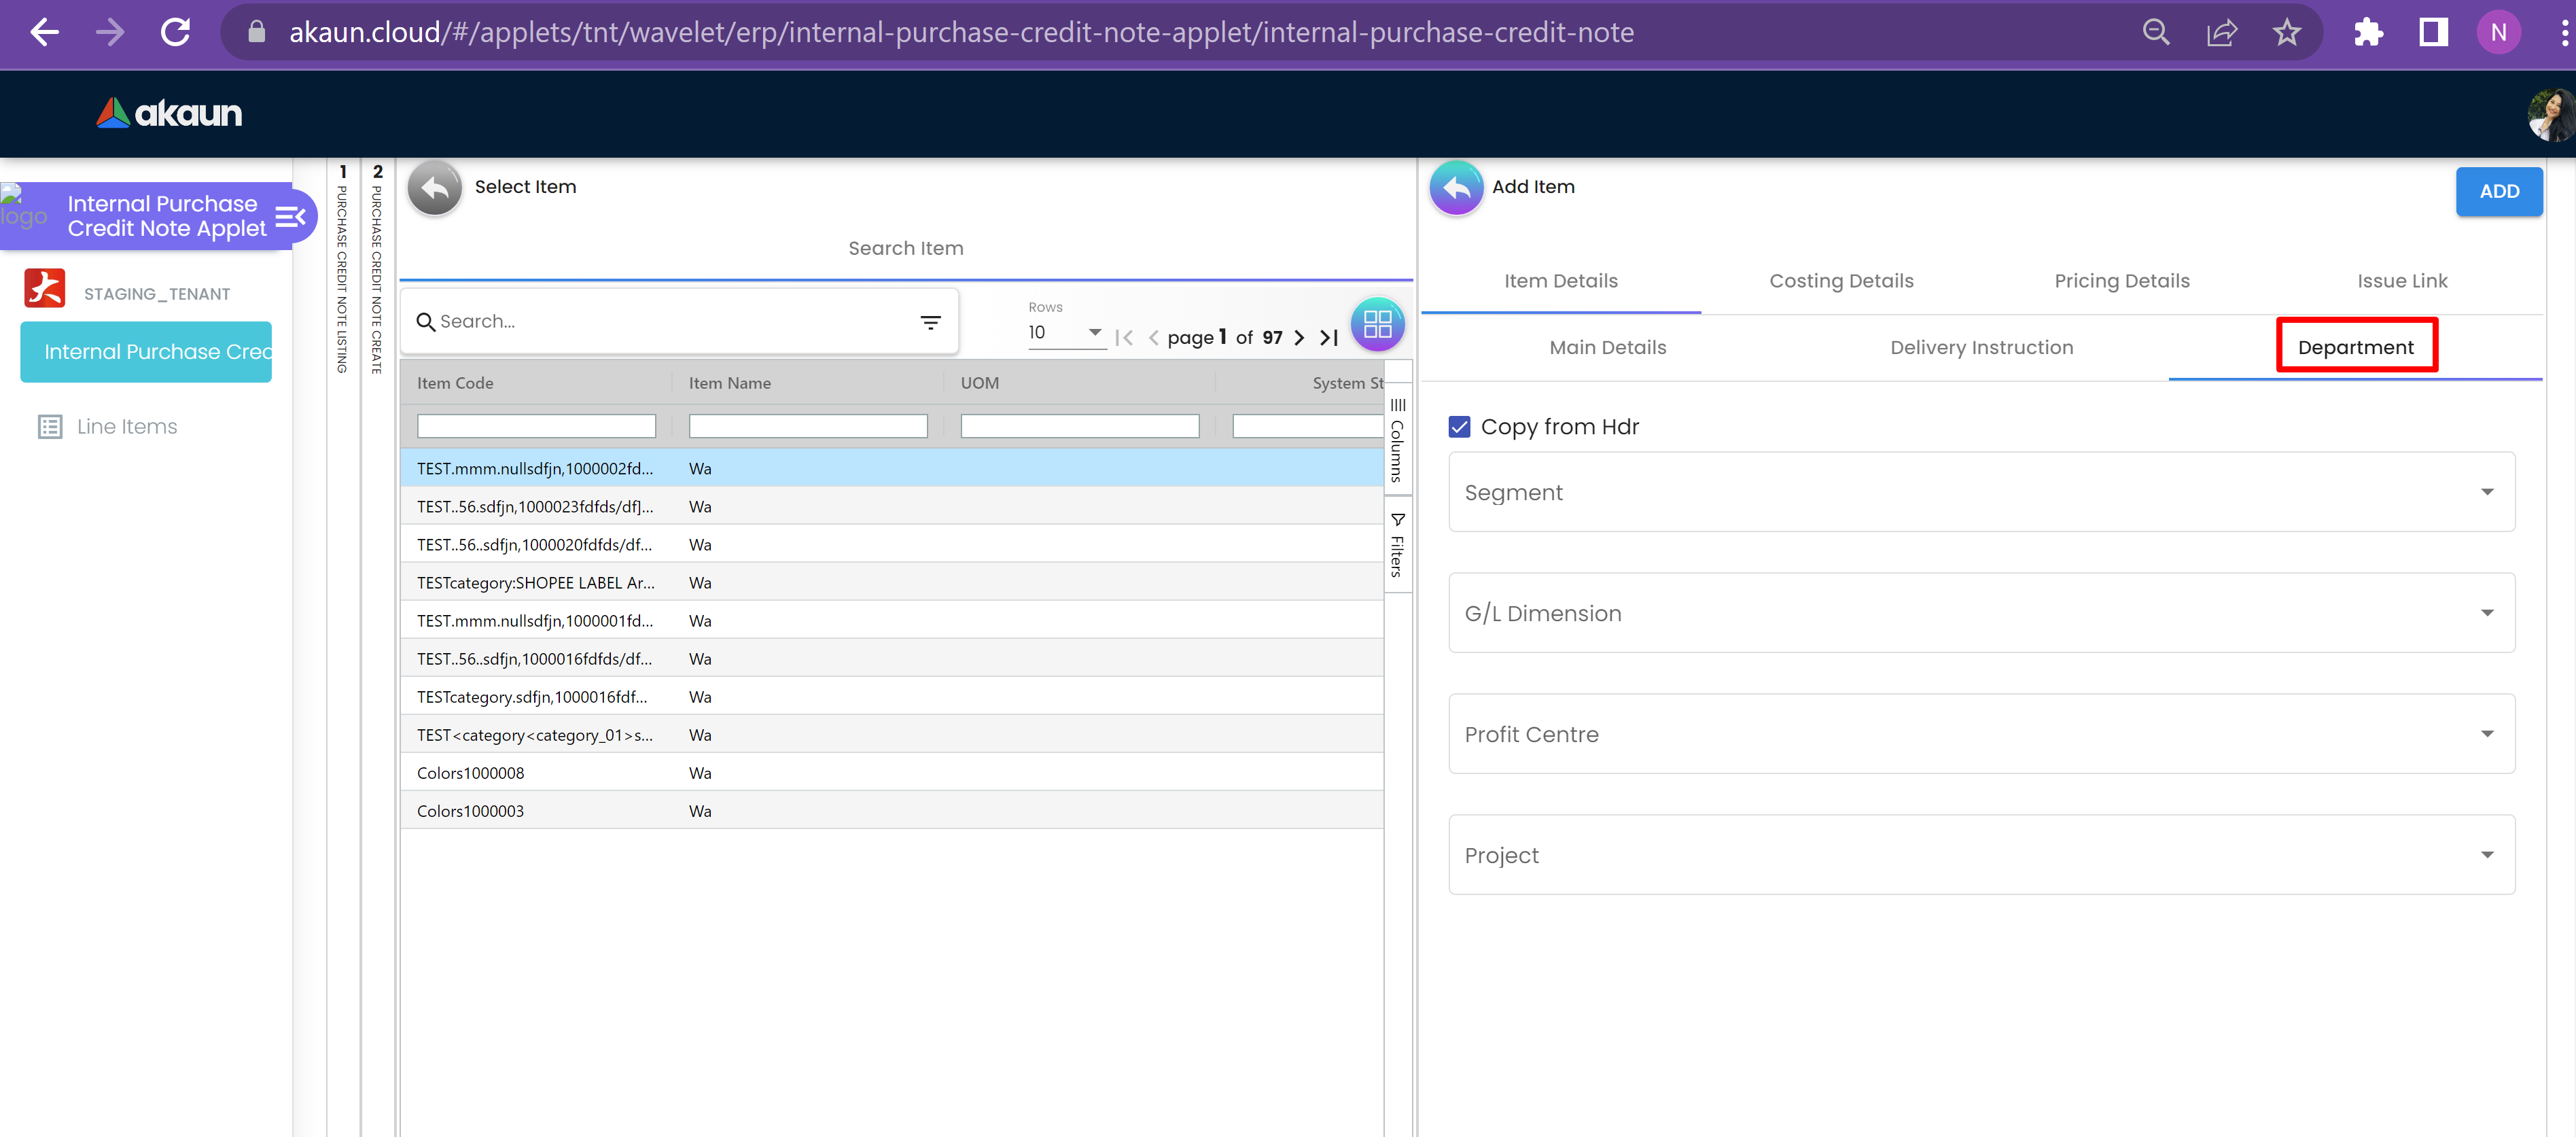 akaun.cloud/#/applets/tnt/wavelet/erp/internal-purchase-credit-note-applet/internal-purchase-credit-note
N
akaun
logo
Internal Purchase
Credit Note Applet
STAGING_TENANT
Internal Purchase Crec
Line Items
1 PURCHASE CREDIT NOTE LISTING
2 PURCHASE CREDIT NOTE CREATE
Select Item
Search Item
Search...
Rows
10
page 1 of 97
Item Code Item Name UOM System St
TEST.mmm.nullsdfjn,1000002fd... Wa
TEST..56.sdfjn,1000023fdfds/df]... Wa
TEST..56..sdfjn,1000020fdfds/df... Wa
TESTcategory:SHOPEE LABEL Ar... Wa
TEST.mmm.nullsdfjn,1000001fd... Wa
TEST..56..sdfjn,1000016fdfds/df... Wa
TESTcategory.sdfjn,1000016fdf... Wa
TEST<category<category_01>s... Wa
Colors1000008 Wa
Colors1000003 Wa
Columns
Filters
Add Item
ADD
Item Details Costing Details Pricing Details Issue Link
Main Details Delivery Instruction Department
Copy from Hdr
Segment
G/L Dimension
Profit Centre
Project